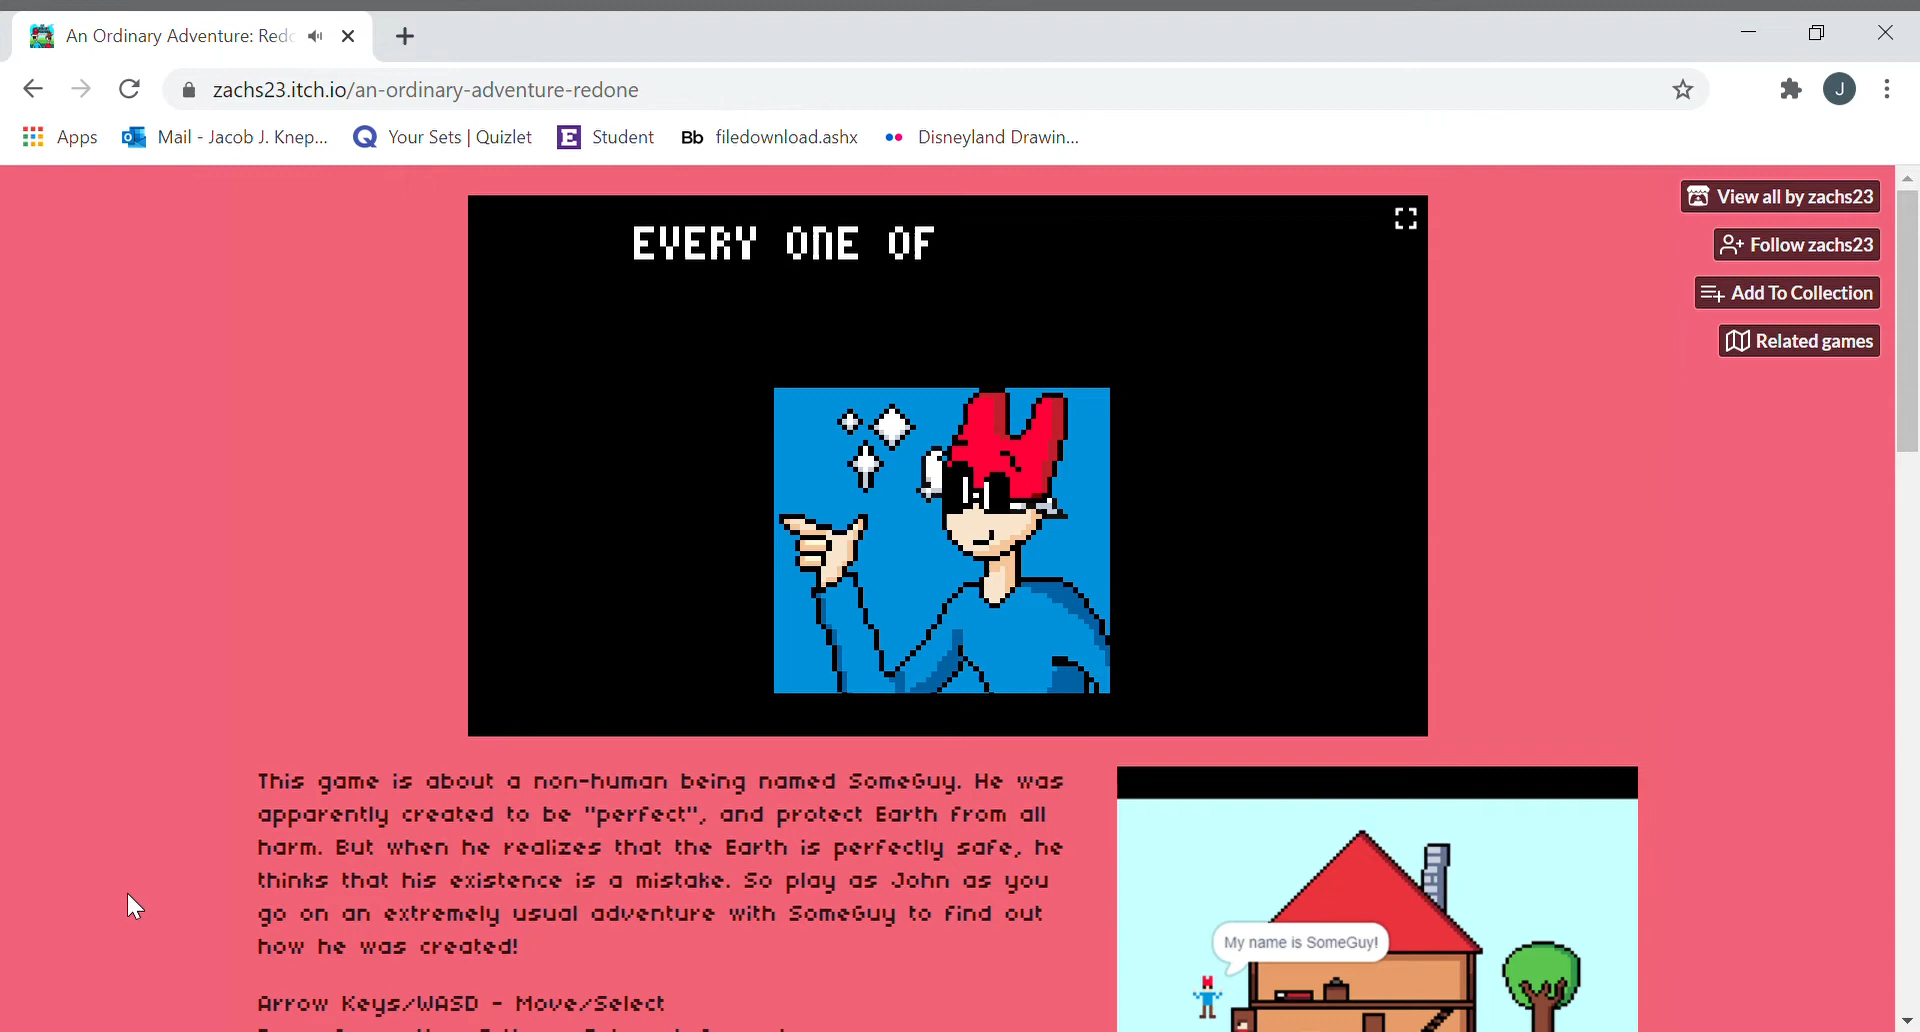 An Ordinary Adventure: Redo
zachs23.itch.io/an-ordinary-adventure-redone
J
Apps
Mail - Jacob J. Knep...
Your Sets | Quizlet
E Student
Bb filedownload.ashx
Disneyland Drawin...
EVERY ONE OF
View all by zachs23
Follow zachs23
Add To Collection
Related games
This game is about a non-human being named SomeGuy. He was
apparently created to be "perfect", and protect Earth from all
harm. But when he realizes that the Earth is perfectly safe, he
thinks that his existence is a mistake. So play as John as you
go on an extremely usual adventure with SomeGuy to find out
how he was created!
Arrow Keys/WASD - Move/Select
My name is SomeGuy!